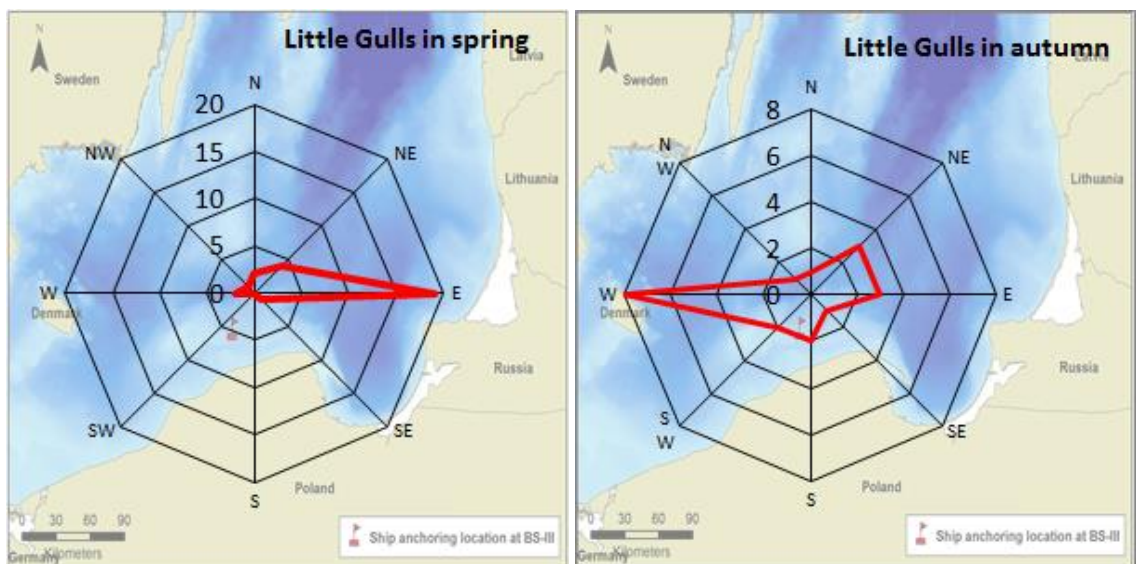 Little Gulls in spring
N
Sweden
Latvia
N
20
15
10
5
0
NW
NE
Lithuania
W
E
Denmark
Russia
SW
SE
S
Poland
0 30 60 90
Kilometers
Germany
Ship anchoring location at BS-III
Little Gulls in autumn
N
Sweden
Latvia
N
8
6
4
2
0
N
W
NE
Lithuania
W
E
Denmark
Russia
S
W
SE
S
Poland
0 30 60 90
Kilometers
Germany
Ship anchoring location at BS-III